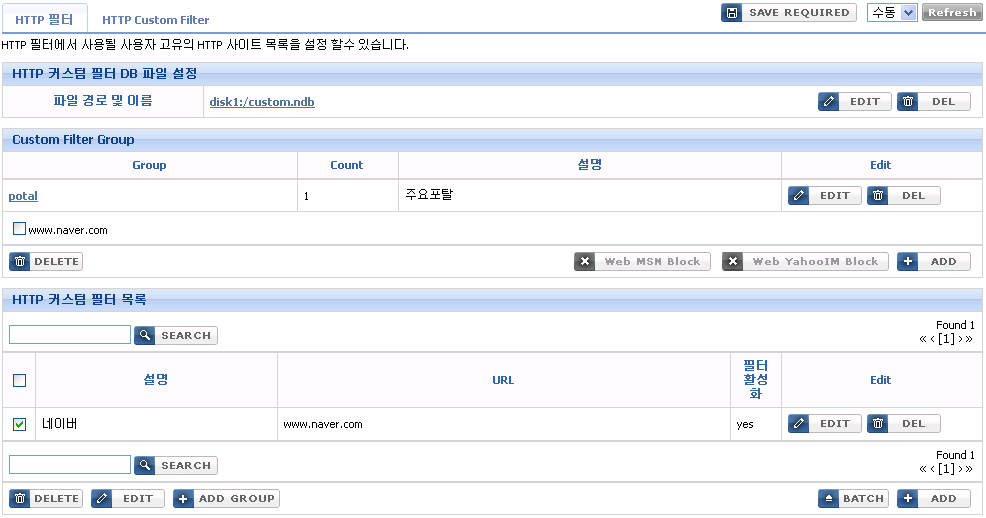 HTTP 필터 HTTP Custom Filter SAVE REQUIRED 수동 Refresh
HTTP 필터에서 사용될 사용자 고유의 HTTP 사이트 목록을 설정 할수 있습니다.
HTTP 커스텀 필터 DB 파일 설정
파일 경로 및 이름 disk1:/custom.ndb EDIT DEL
Custom Filter Group
Group Count 설명 Edit
potal 1 주요포탈 EDIT DEL
www.naver.com
DELETE Web MSN Block Web YahooIM Block ADD
HTTP 커스텀 필터 목록
SEARCH Found 1
« ‹ [1] › »
설명 URL 필터 활성화 Edit
네이버 www.naver.com yes EDIT DEL
SEARCH Found 1
« ‹ [1] › »
DELETE EDIT ADD GROUP BATCH ADD